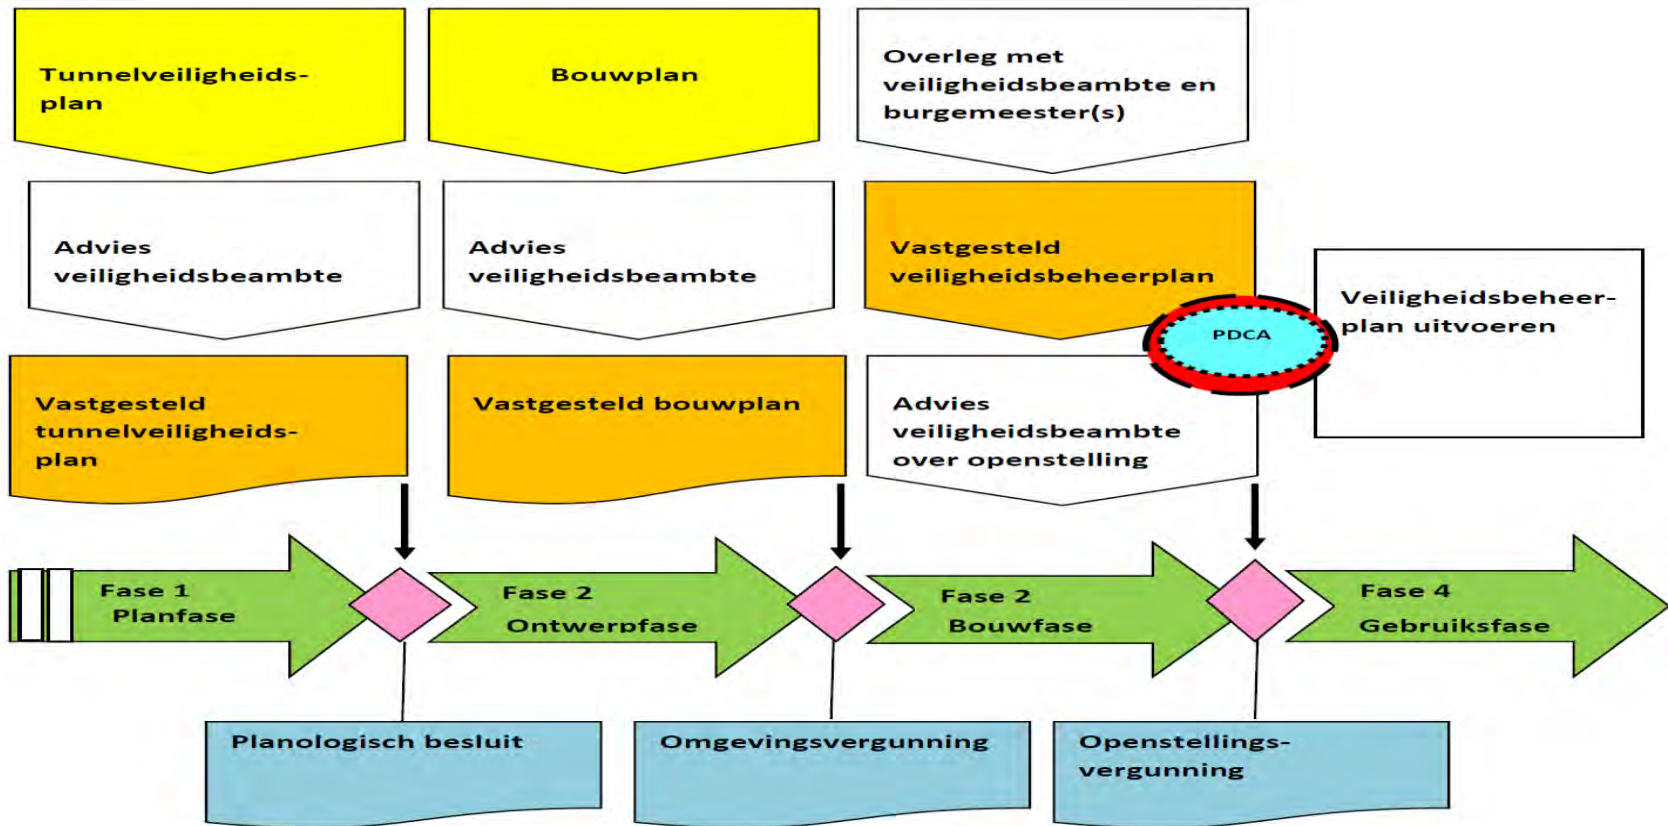 Tunnelveiligheids-
plan
Bouwplan
Overleg met
veiligheidsbeambte en
burgemeester(s)
Advies
veiligheidsbeambte
Advies
veiligheidsbeambte
Vastgesteld
veiligheidsbeheerplan
Veiligheidsbeheer-
plan uitvoeren
PDCA
Vastgesteld
tunnelveiligheids-
plan
Vastgesteld bouwplan
Advies
veiligheidsbeambte
over openstelling
Fase 1
Planfase
Fase 2
Ontwerpfase
Fase 2
Bouwfase
Fase 4
Gebruiksfase
Planologisch besluit
Omgevingsvergunning
Openstellings-
vergunning